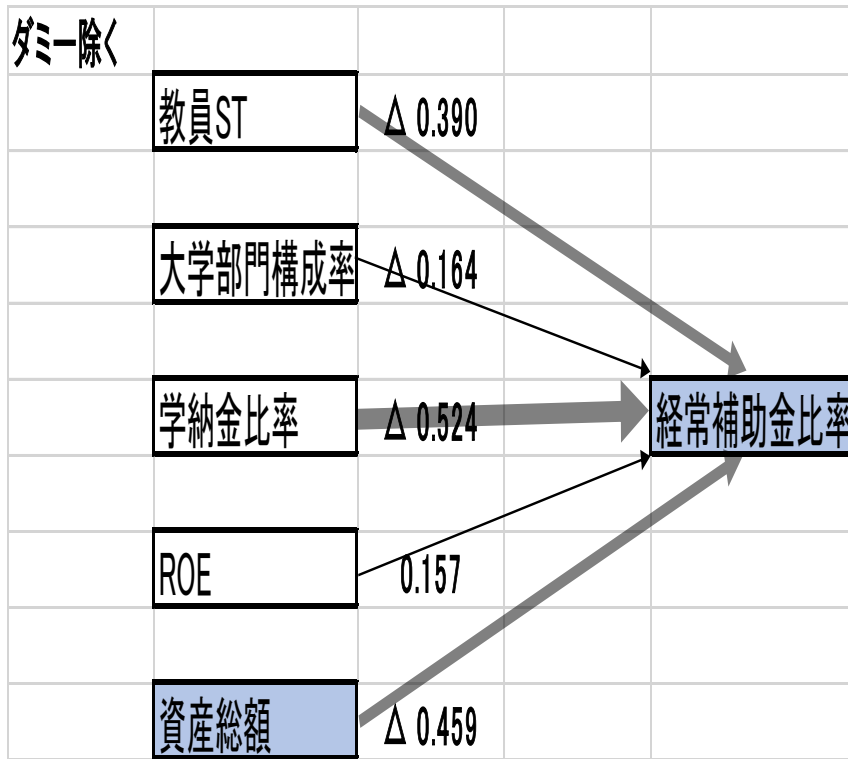 ダミー除く
教員ST
△ 0.390
大学部門構成率
△ 0.164
学納金比率
△ 0.524
経常補助金比率
ROE
0.157
資産総額
△ 0.459